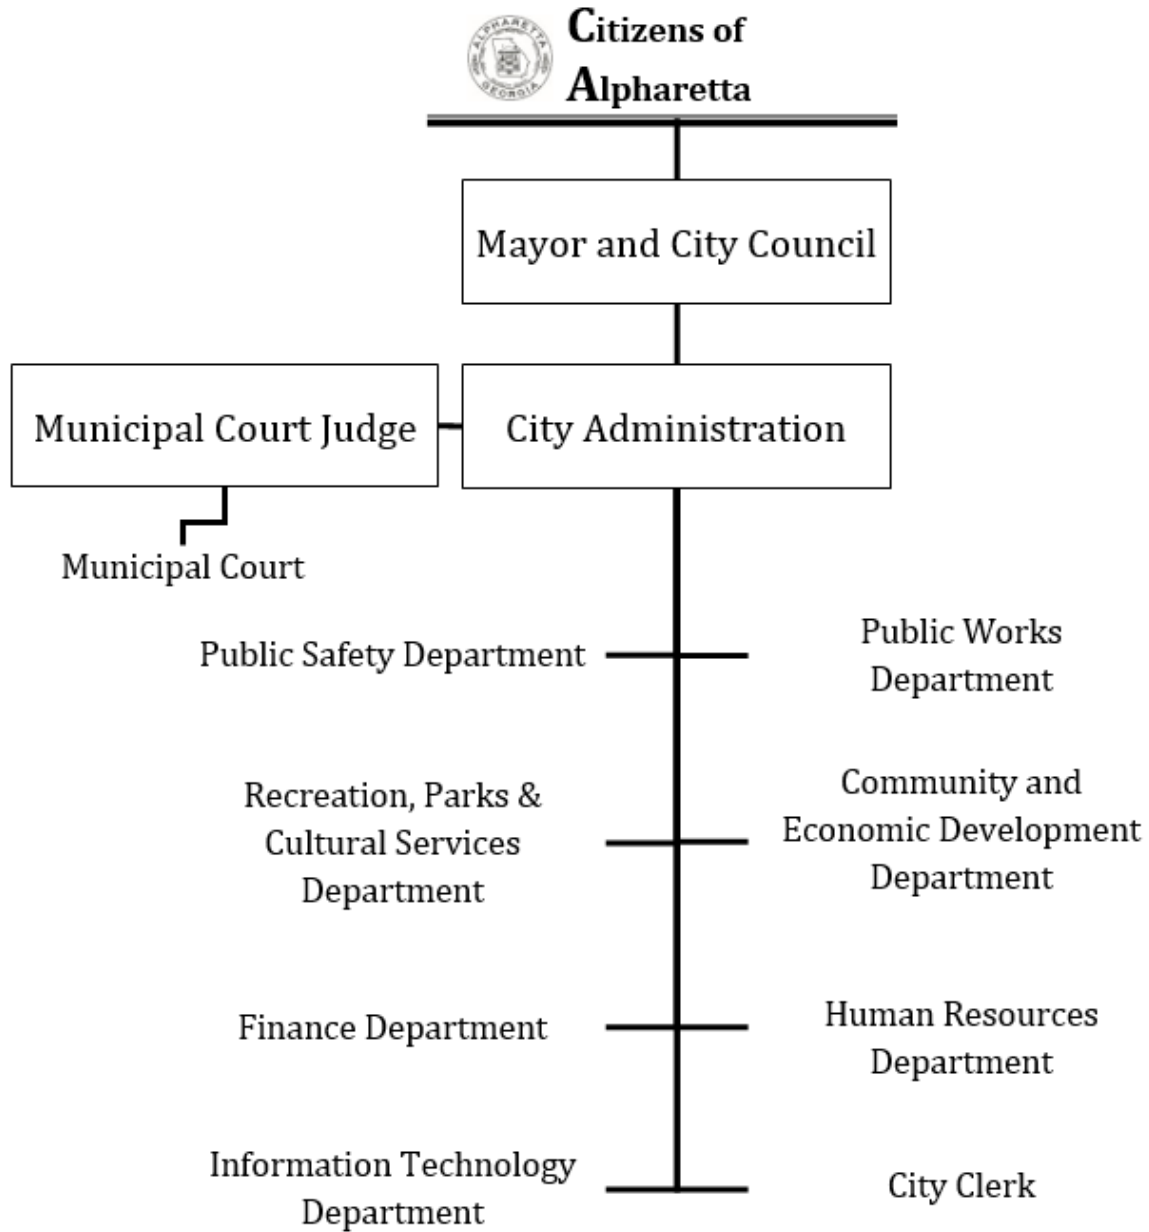 ALPHARETTA
GEORGIA
Citizens of
Alpharetta
Mayor and City Council
Municipal Court Judge
City Administration
Municipal Court
Public Safety Department
Public Works
Department
Recreation, Parks &
Cultural Services
Department
Community and
Economic Development
Department
Finance Department
Human Resources
Department
Information Technology
Department
City Clerk